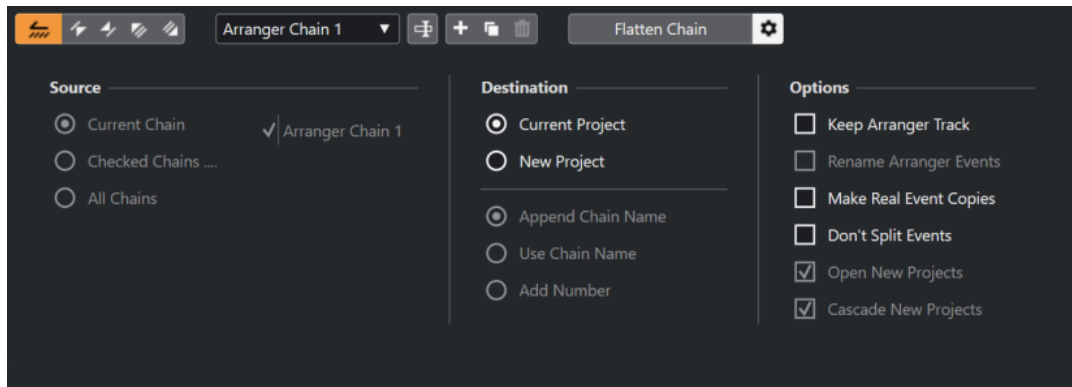 Arranger Chain 1
Flatten Chain
Source
Current Chain
Arranger Chain 1
Checked Chains ....
All Chains
Destination
Current Project
New Project
Append Chain Name
Use Chain Name
Add Number
Options
Keep Arranger Track
Rename Arranger Events
Make Real Event Copies
Don't Split Events
Open New Projects
Cascade New Projects